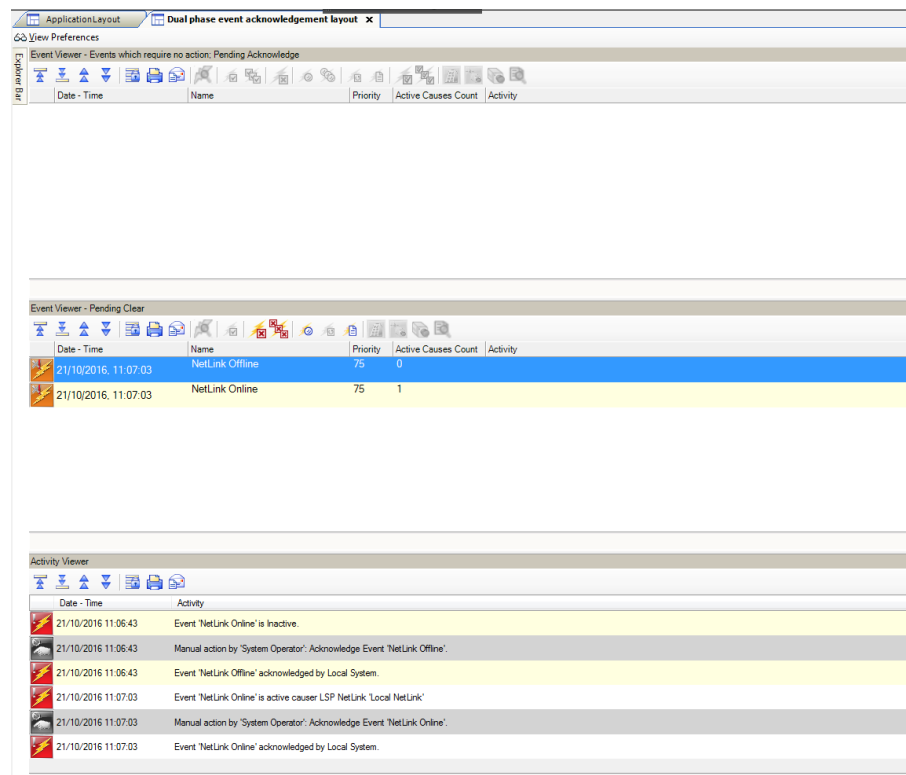 ApplicationLayout Dual phase event acknowledgement layout x
View Preferences
Explorer Bar
Event Viewer - Events which require no action; Pending Acknowledge
Date - Time Name Priority Active Causes Count Activity
Event Viewer - Pending Clear
Date - Time Name Priority Active Causes Count Activity
21/10/2016, 11:07:03 NetLink Offline 75 0
21/10/2016, 11:07:03 NetLink Online 75 1
Activity Viewer
Date - Time Activity
21/10/2016 11:06:43 Event 'NetLink Online' is Inactive.
21/10/2016 11:06:43 Manual action by 'System Operator': Acknowledge Event 'NetLink Offline'.
21/10/2016 11:06:43 Event 'NetLink Offline' acknowledged by Local System.
21/10/2016 11:07:03 Event 'NetLink Online' is active causer LSP NetLink 'Local NetLink'
21/10/2016 11:07:03 Manual action by 'System Operator': Acknowledge Event 'NetLink Online'.
21/10/2016 11:07:03 Event 'NetLink Online' acknowledged by Local System.